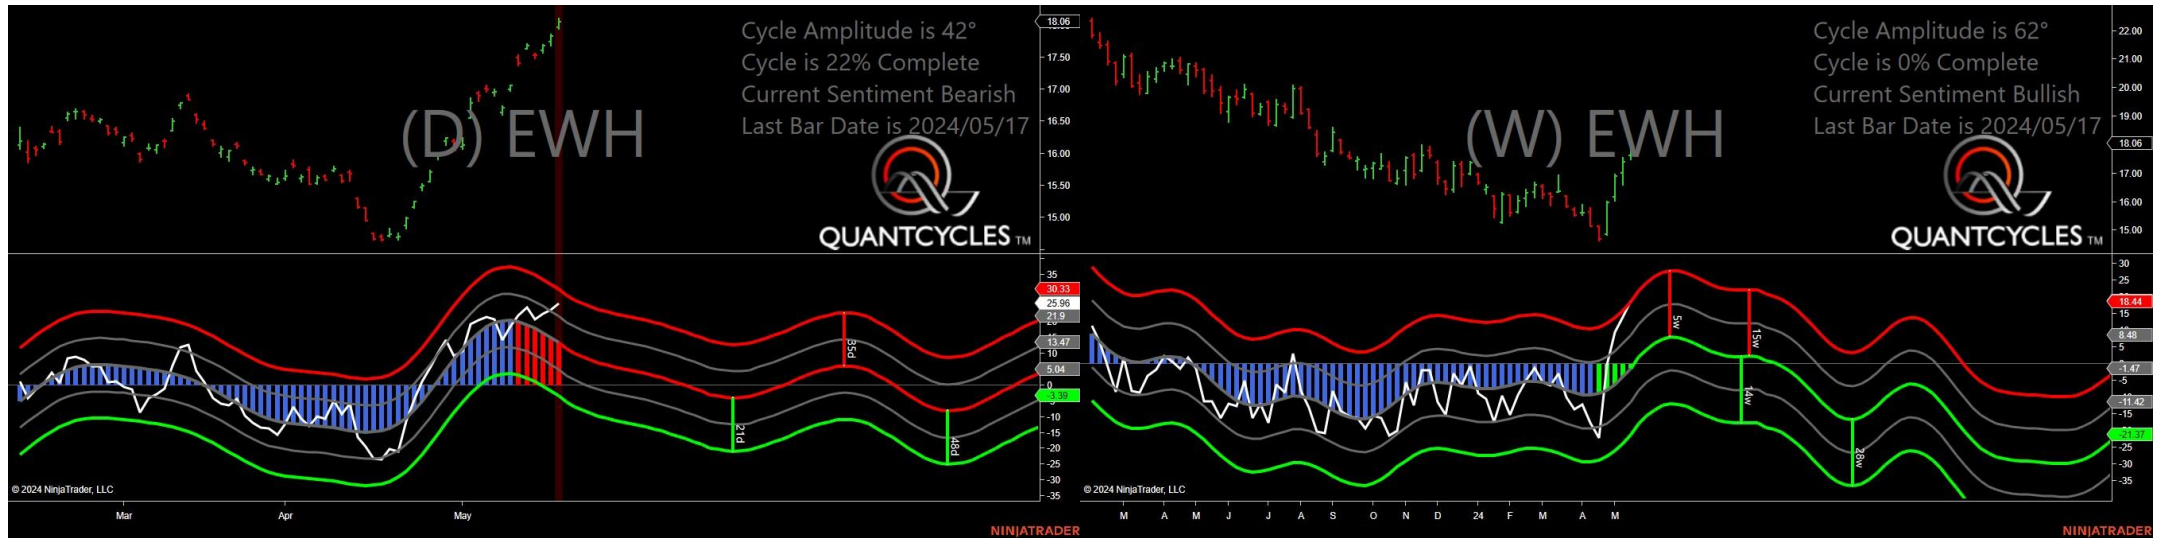 Cycle Amplitude is 42°
Cycle is 22% Complete
Current Sentiment Bearish
Last Bar Date is 2024/05/17
(D) EWH
QUANTCYCLES TM
18.06
17.50
17.00
16.50
16.00
15.50
15.00
35
30.33
25.96
21.9
13.47
10
5.04
0
-3.39
-10
-15
-20
-25
-30
-35
21d
35d
48d
© 2024 NinjaTrader, LLC
Mar
Apr
May
NINJATRADER
Cycle Amplitude is 62°
Cycle is 0% Complete
Current Sentiment Bullish
Last Bar Date is 2024/05/17
(W) EWH
QUANTCYCLES TM
22.00
21.00
20.00
19.00
18.06
17.00
16.00
15.00
30
25
18.44
15
8.48
5
-1.47
-5
-11.42
-15
-21.37
-25
-30
-35
5w
15w
14w
28w
© 2024 NinjaTrader, LLC
M A M J J A S O N D 24 F M A M
NINJATRADER